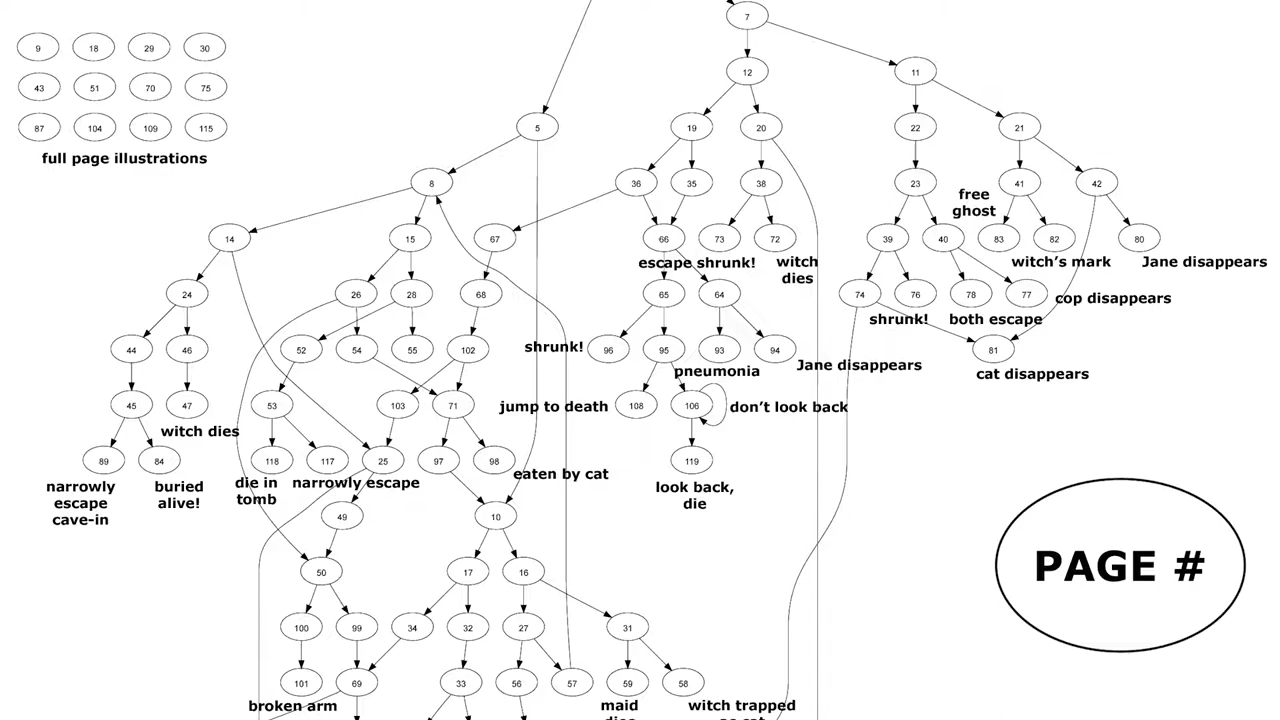 7
9 18 29 30
12 11
43 51 70 75
5 19 20 22 21
87 104 109 115
full page illustrations
8 36 35 38 23 41 42
free
ghost
14 15 67 66 73 72 39 40 83 82 80
escape shrunk! witch
dies
witch's mark Jane disappears
24 26 28 68 65 64 74 76 78 77
cop disappears
shrunk! both escape
44 46 52 54 55 102 96 95 93 94 81
shrunk!
pneumonia Jane disappears
cat disappears
45 47 53 103 71 108 106
jump to death don't look back
witch dies
89 84 118 117 25 97 98 119
eaten by cat
narrowly
escape
cave-in
buried
alive!
die in
tomb
narrowly escape
look back,
die
49 10
50 17 16
PAGE #
100 99 34 32 27 31
101 69 33 56 57 59 58
broken arm maid witch trapped